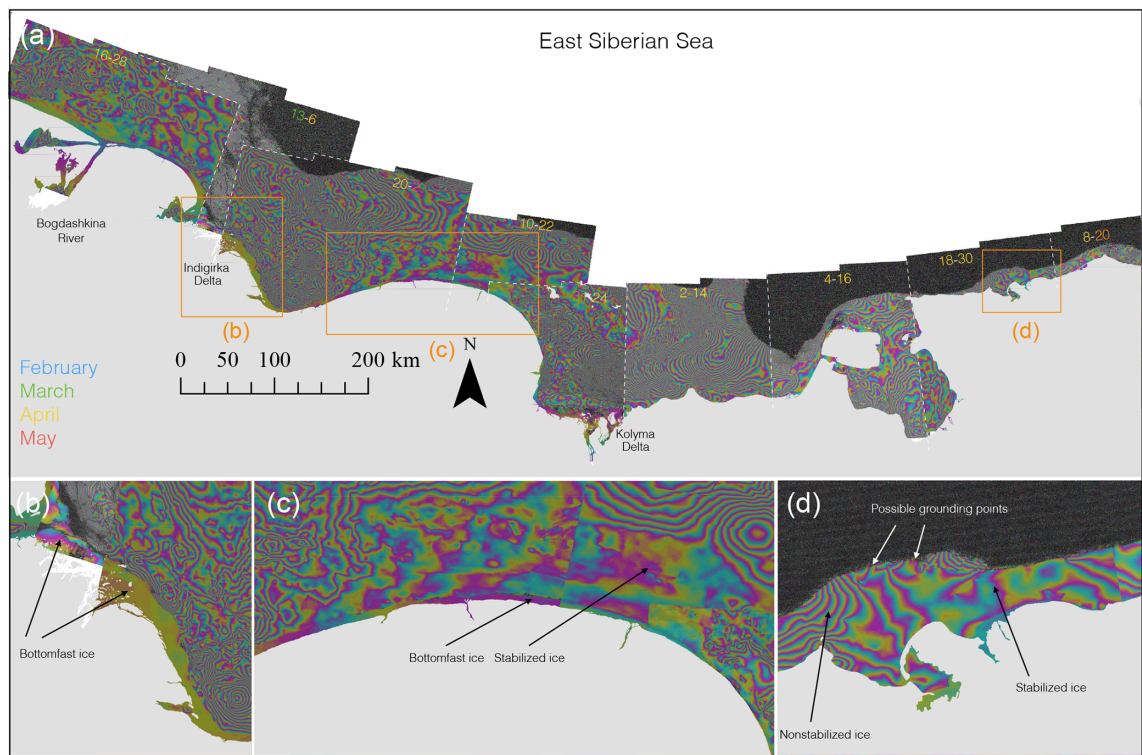 (a)
East Siberian Sea
16-28
13-6
20-
10-22
24
2-14
4-16
18-30
8-20
Bogdashkina
River
Indigirka
Delta
(b)
(c)
(d)
Kolyma
Delta
0 50 100 200 km
N
February
March
April
May
(b)
Bottomfast ice
(c)
Bottomfast ice
Stabilized ice
(d)
Possible grounding points
Stabilized ice
Nonstabilized ice